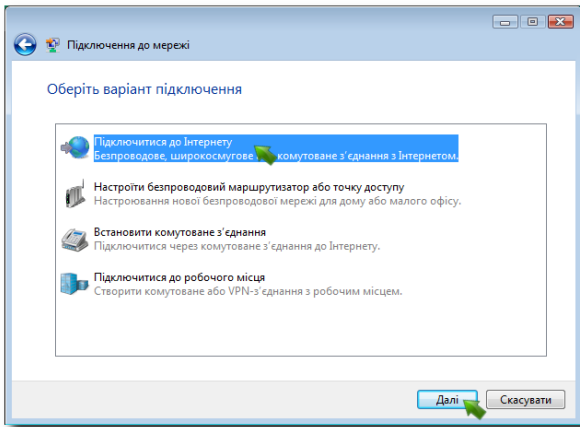 Підключення до мережі
Оберіть варіант підключення
Підключитися до Інтернету
Безпроводове, широкосмугове комутоване з'єднання з Інтернетом.
Настроїти безпроводовий маршрутизатор або точку доступу
Настроювання нової безпроводової мережі для дому або малого офісу.
Встановити комутоване з'єднання
Підключитися через комутоване з'єднання до Інтернету.
Підключитися до робочого місця
Створити комутоване або VPN-з'єднання з робочим місцем.
Далі
Скасувати